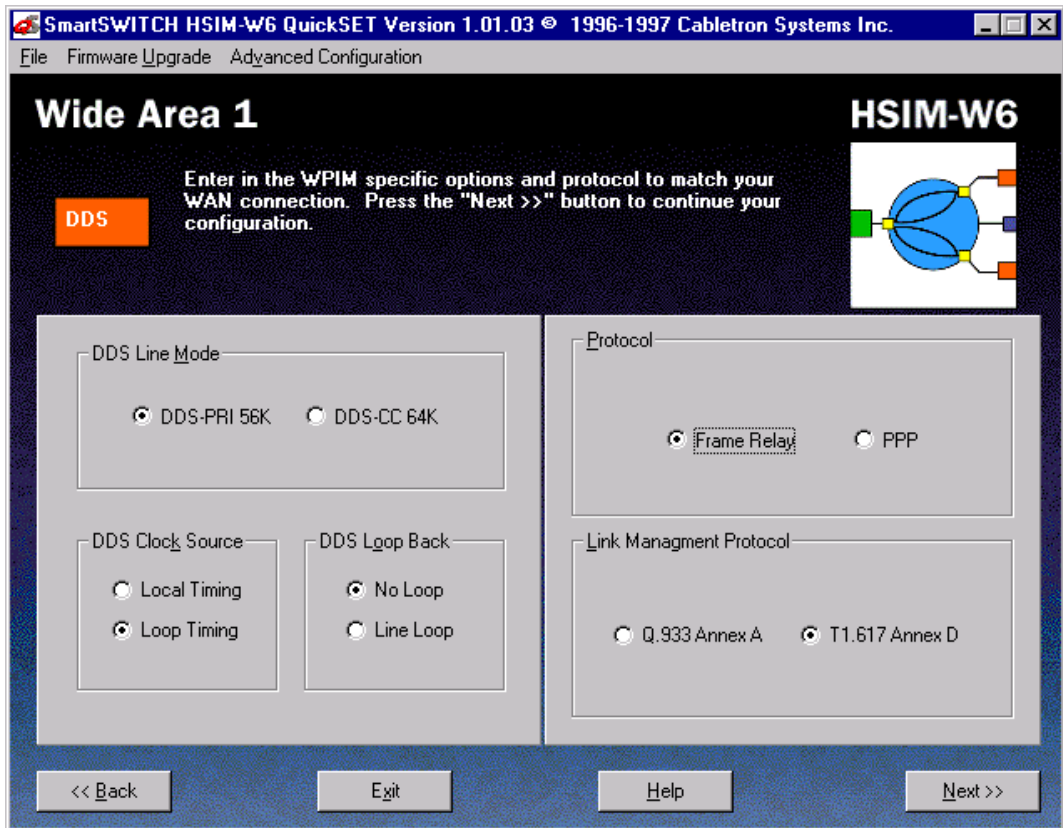 SmartSWITCH HSIM-W6 QuickSET Version 1.01.03 © 1996-1997 Cabletron Systems Inc.
File Firmware Upgrade Advanced Configuration
Wide Area 1
HSIM-W6
DDS
Enter in the WPIM specific options and protocol to match your
WAN connection. Press the "Next >>" button to continue your
configuration.
DDS Line Mode
DDS-PRI 56K DDS-CC 64K
Protocol
Frame Relay PPP
DDS Clock Source
Local Timing
Loop Timing
DDS Loop Back
No Loop
Line Loop
Link Managment Protocol
Q.933 Annex A T1.617 Annex D
<< Back Exit Help Next >>